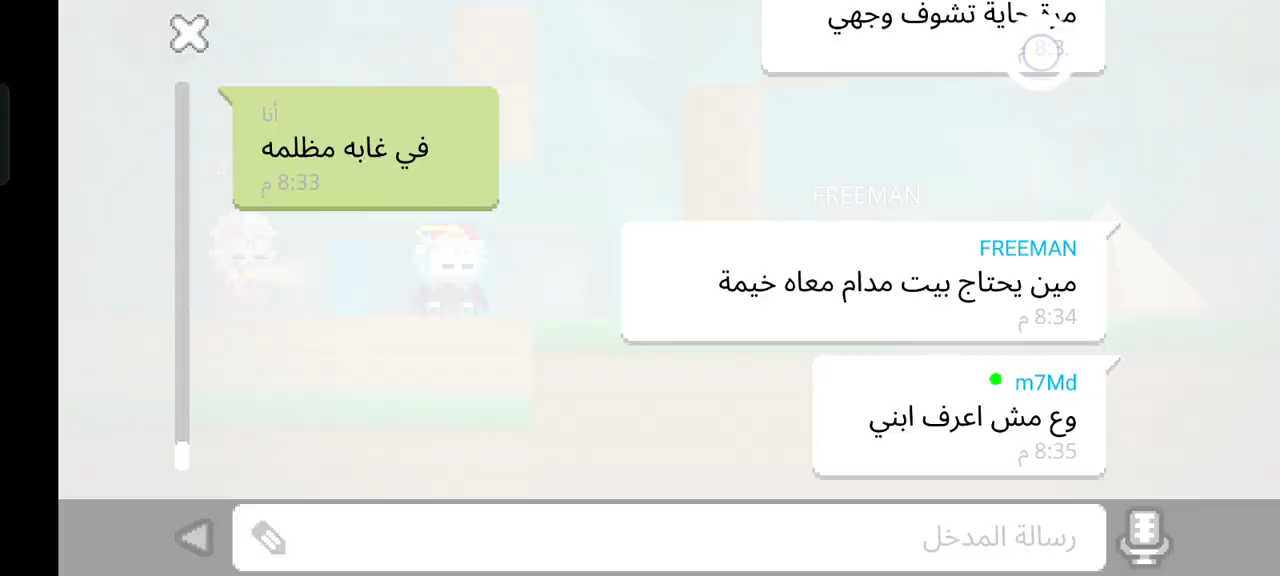 تشوف وجهي
أنا
في غابه مظلمه
8:33 م
FREEMAN
FREEMAN
مين يحتاج بيت مدام معاه خيمة
8:34 م
m7Md
وع مش اعرف ابني
8:35 م
رسالة المدخل